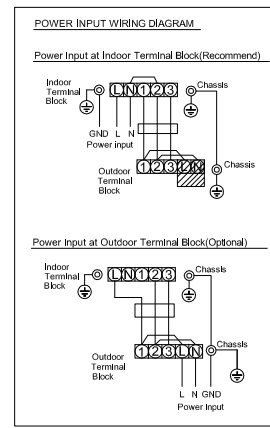 POWER INPUT WIRING DIAGRAM
Power Input at Indoor Terminal Block(Recommend)
Indoor
Terminal
Block
L N 1 2 3
Chassis
GND L N
Power input
Outdoor
Terminal
Block
1 2 3 L N
Chassis
Power Input at Outdoor Terminal Block(Optional)
Indoor
Terminal
Block
L N 1 2 3
Chassis
Outdoor
Terminal
Block
1 2 3 L N
Chassis
L N GND
Power Input